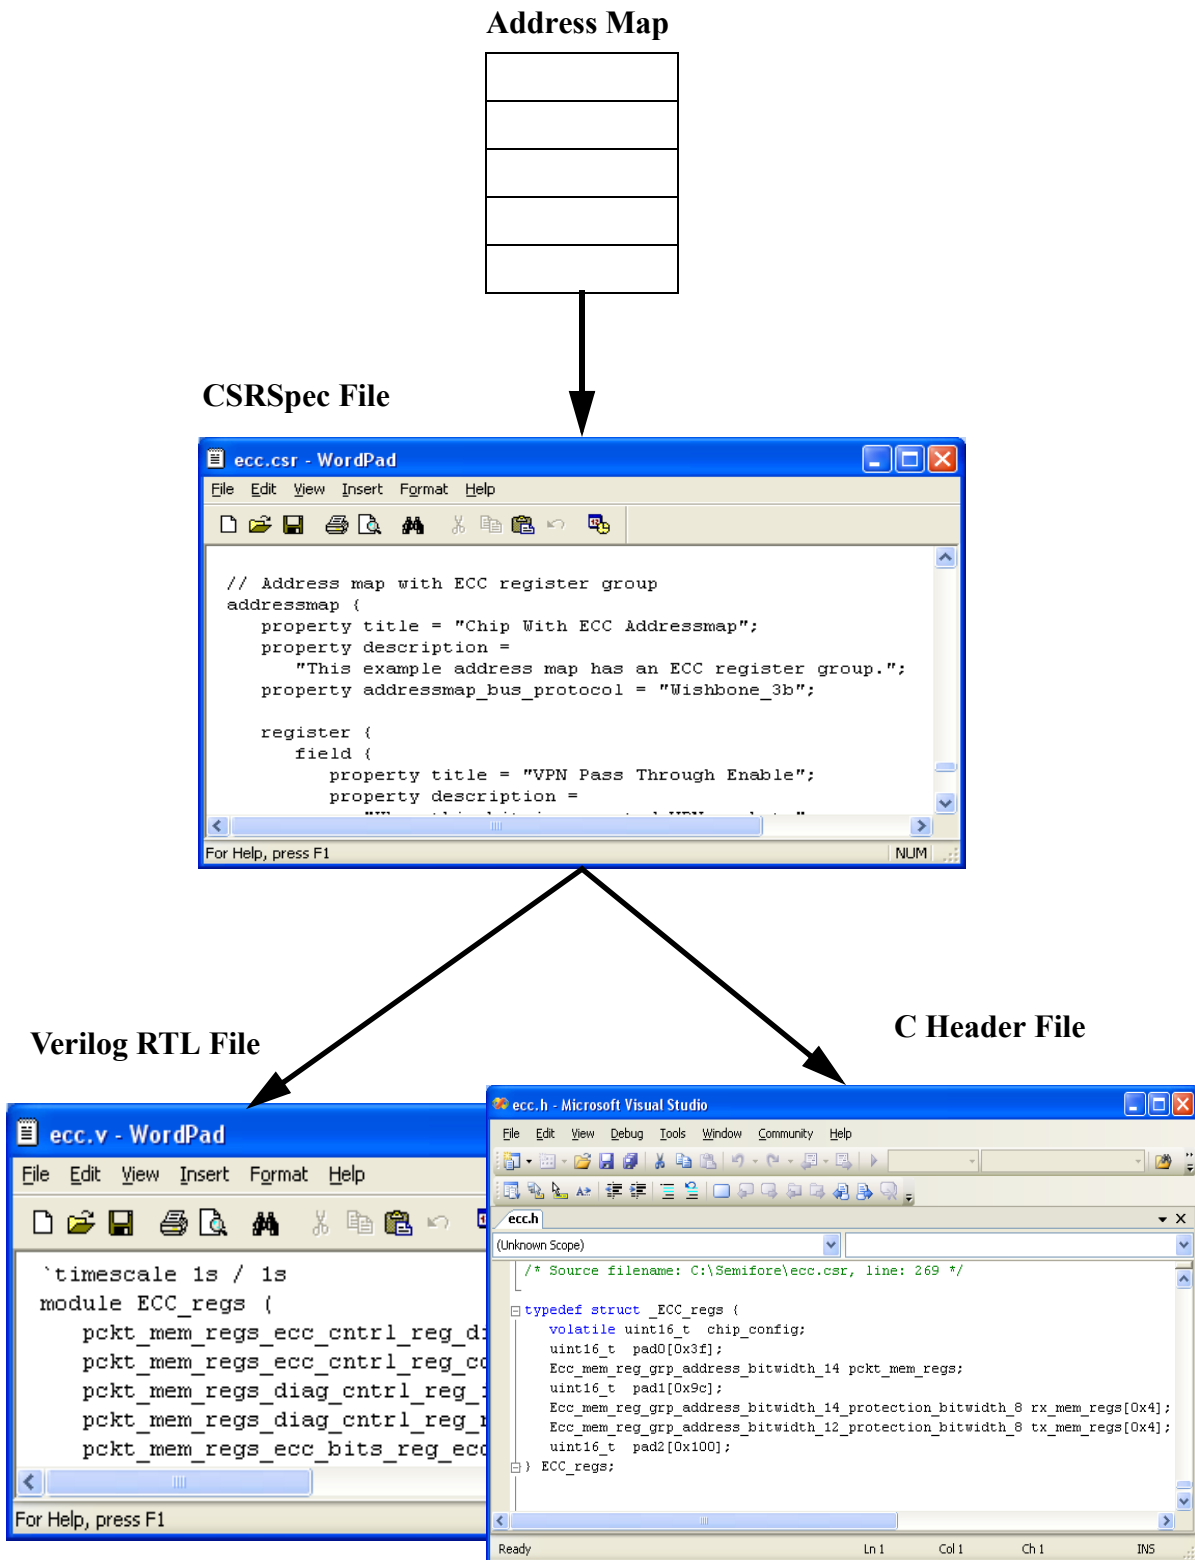 Address Map
CSRSpec File
ecc.csr - WordPad
File Edit View Insert Format Help
// Address map with ECC register group
addressmap {
property title = "Chip With ECC Addressmap";
property description =
"This example address map has an ECC register group.";
property addressmap_bus_protocol = "Wishbone_3b";
register {
field {
property title = "VPN Pass Through Enable";
property description =
For Help, press F1 NUM
Verilog RTL File
C Header File
ecc.v - WordPad
File Edit View Insert Format Help
`timescale 1s / 1s
module ECC_regs (
pckt_mem_regs_ecc_cntrl_reg_d
pckt_mem_regs_ecc_cntrl_reg_co
pckt_mem_regs_diag_cntrl_reg_
pckt_mem_regs_diag_cntrl_reg_
pckt_mem_regs_ecc_bits_reg_ecc
For Help, press F1
ecc.h - Microsoft Visual Studio
File Edit View Debug Tools Window Community Help
ecc.h
(Unknown Scope)
/* Source filename: C:\Semifore\ecc.csr, line: 269 */
typedef struct _ECC_regs {
volatile uint16_t chip_config;
uint16_t pad0[0x3f];
Ecc_mem_reg_grp_address_bitwidth_14 pckt_mem_regs;
uint16_t pad1[0x9c];
Ecc_mem_reg_grp_address_bitwidth_14_protection_bitwidth_8 rx_mem_regs[0x4];
Ecc_mem_reg_grp_address_bitwidth_12_protection_bitwidth_8 tx_mem_regs[0x4];
uint16_t pad2[0x100];
} ECC_regs;
Ready Ln 1 Col 1 Ch 1 INS